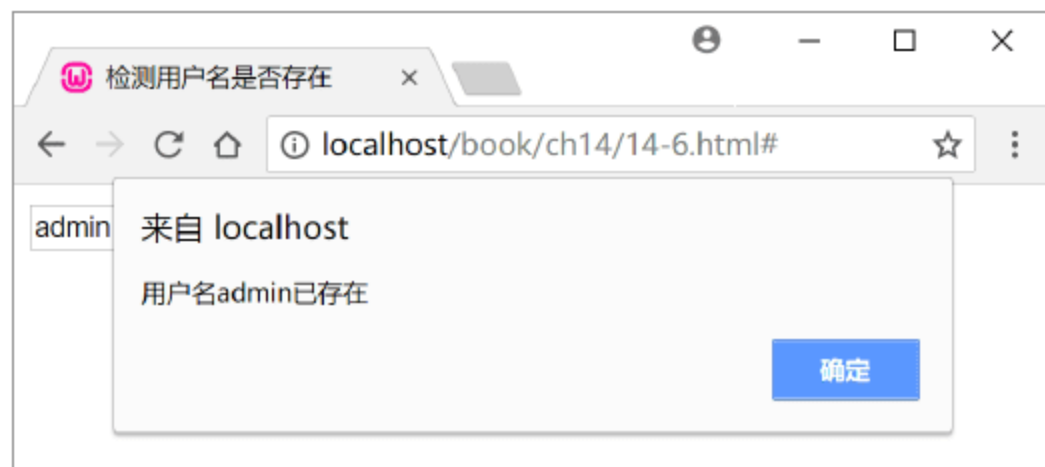 检测用户名是否存在
localhost/book/ch14/14-6.html#
admin
来自 localhost
用户名admin已存在
确定